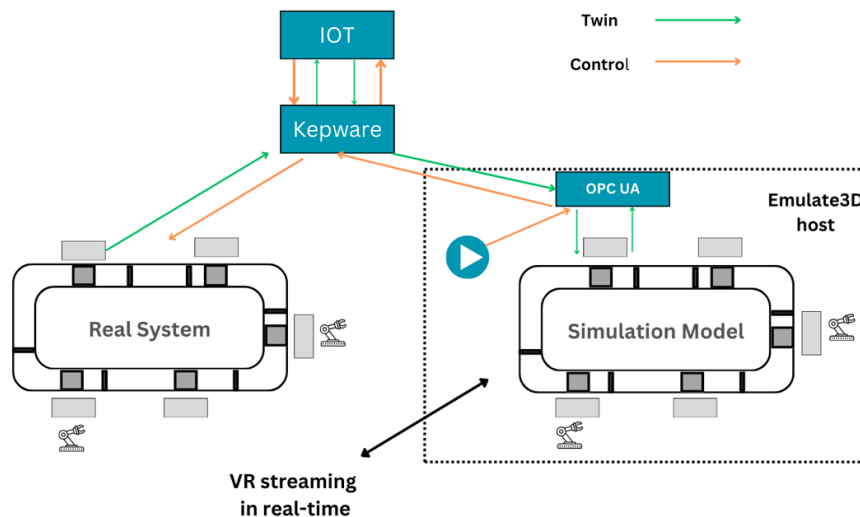 IOT
Twin
Control
Kepware
OPC UA
Emulate3D
host
Real System
Simulation Model
VR streaming
in real-time